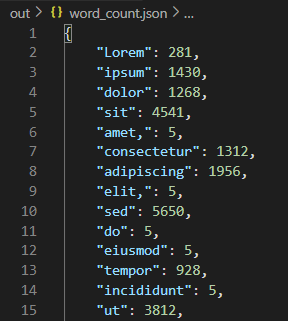 out > {} word_count.json > ...
1 {
2 "Lorem": 281,
3 "ipsum": 1430,
4 "dolor": 1268,
5 "sit": 4541,
6 "amet,": 5,
7 "consectetur": 1312,
8 "adipiscing": 1956,
9 "elit,": 5,
10 "sed": 5650,
11 "do": 5,
12 "eiusmod": 5,
13 "tempor": 928,
14 "incididunt": 5,
15 "ut": 3812,